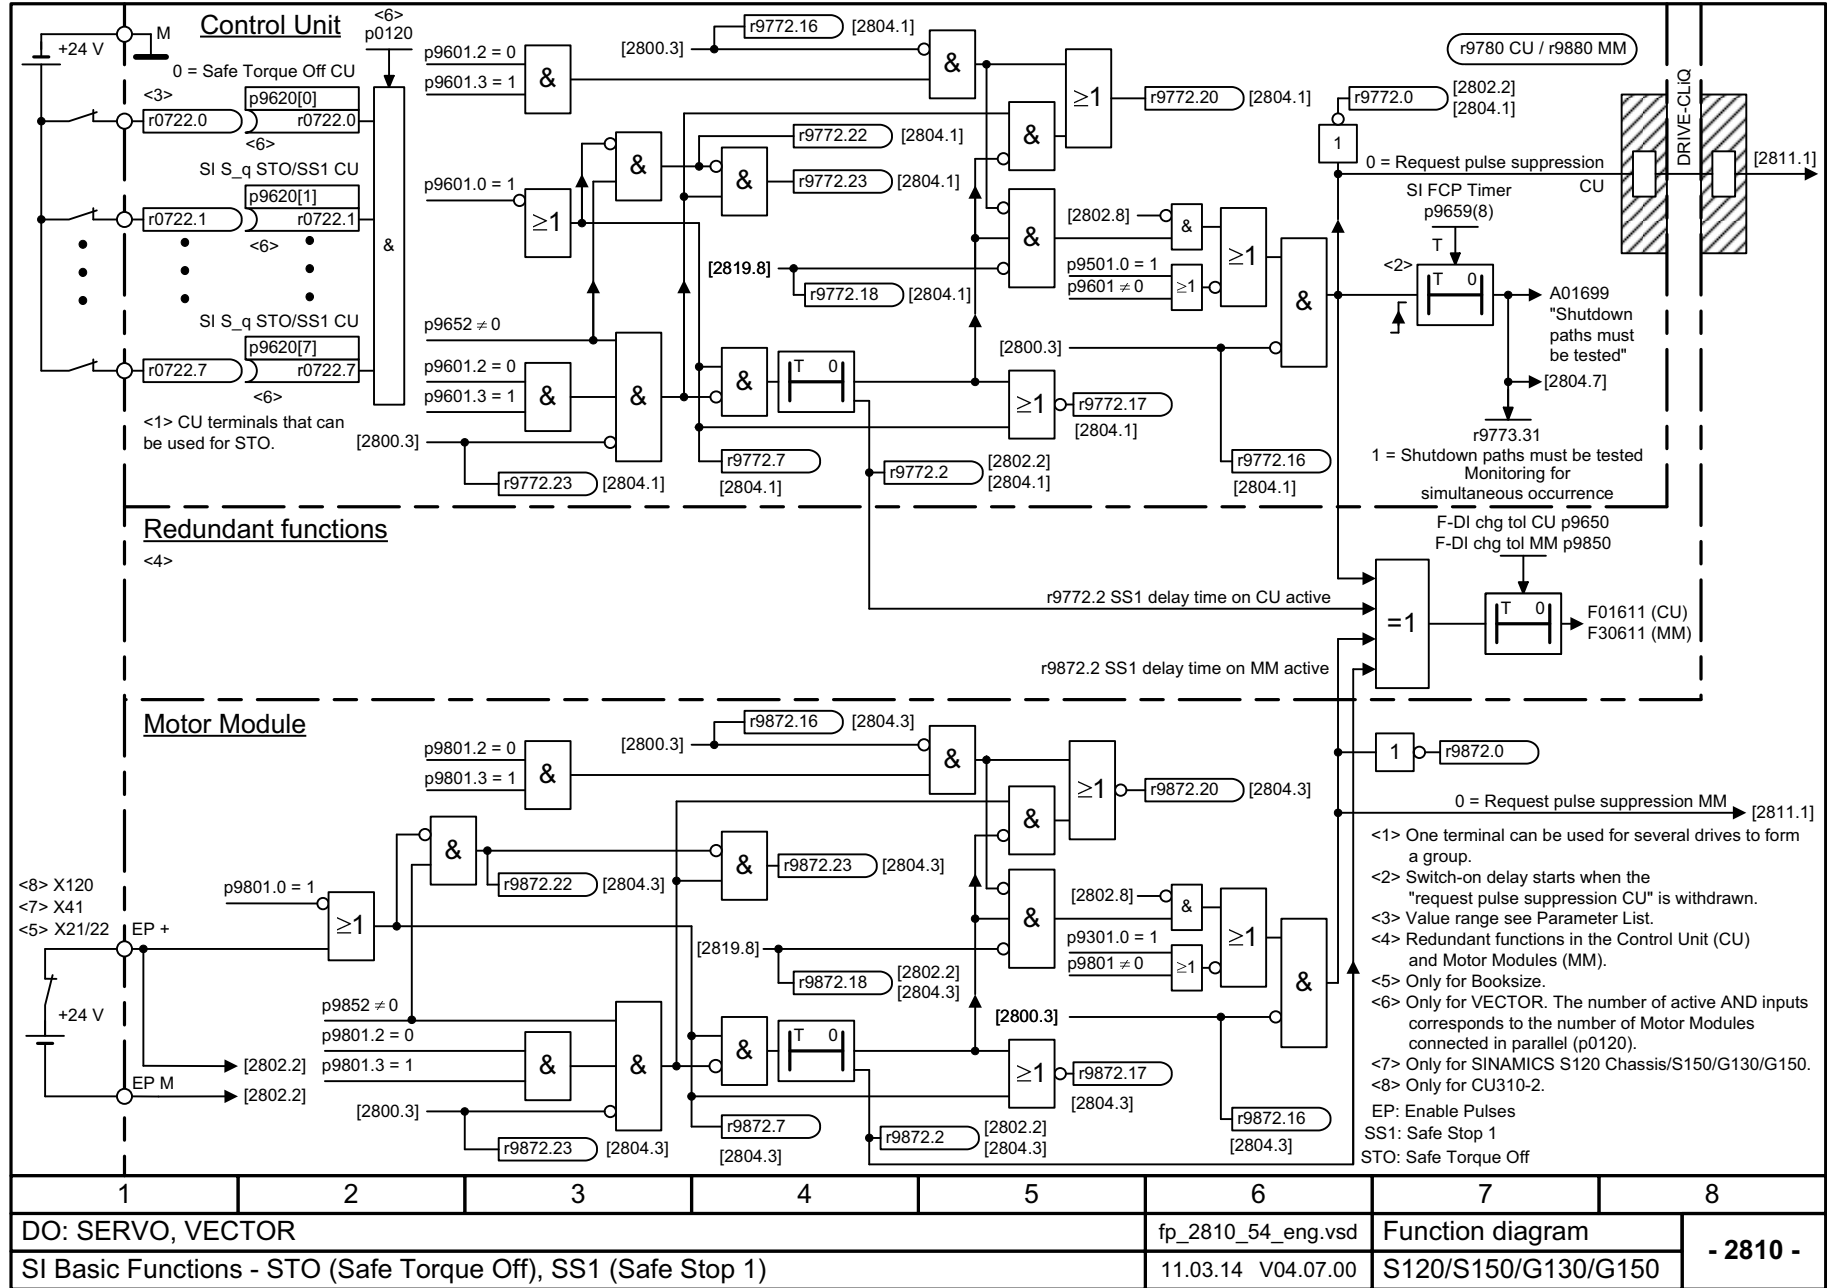 Control Unit
+24 V
M
<6>
p0120
0 = Safe Torque Off CU
<3>
r0722.0
p9620[0]
r0722.0
<6>
SI S_q STO/SS1 CU
p9620[1]
r0722.1
r0722.1
<6>
SI S_q STO/SS1 CU
p9620[7]
r0722.7
r0722.7
<6>
<1> CU terminals that can
be used for STO.
&
p9601.2 = 0
p9601.3 = 1
&
[2800.3]
r9772.16
[2804.1]
&
≥1
r9772.20
[2804.1]
p9601.0 = 1
≥1
&
r9772.22
[2804.1]
&
r9772.23
[2804.1]
&
&
[2819.8]
r9772.18
[2804.1]
p9652 ≠ 0
p9601.2 = 0
p9601.3 = 1
&
&
[2800.3]
r9772.23
[2804.1]
&
T 0
r9772.7
[2804.1]
r9772.2
[2802.2]
[2804.1]
≥1
r9772.17
[2804.1]
[2802.8]
&
p9501.0 = 1
p9601 ≠ 0
≥1
≥1
&
[2800.3]
r9772.16
[2804.1]
r9780 CU / r9880 MM
r9772.0
[2802.2]
[2804.1]
1
0 = Request pulse suppression
CU
DRIVE-CLiQ
[2811.1]
SI FCP Timer
p9659(8)
T
<2>
T 0
A01699
"Shutdown
paths must
be tested"
[2804.7]
r9773.31
1 = Shutdown paths must be tested
Monitoring for
simultaneous occurrence
Redundant functions
<4>
F-DI chg tol CU p9650
F-DI chg tol MM p9850
r9772.2 SS1 delay time on CU active
r9872.2 SS1 delay time on MM active
=1
T 0
F01611 (CU)
F30611 (MM)
Motor Module
p9801.2 = 0
p9801.3 = 1
&
[2800.3]
r9872.16
[2804.3]
&
≥1
r9872.20
[2804.3]
1
r9872.0
0 = Request pulse suppression MM
[2811.1]
&
r9872.22
[2804.3]
&
r9872.23
[2804.3]
&
&
<8> X120
<7> X41
<5> X21/22
EP +
p9801.0 = 1
≥1
+24 V
EP M
[2802.2]
[2802.2]
[2819.8]
r9872.18
[2802.2]
[2804.3]
[2802.8]
&
p9301.0 = 1
p9801 ≠ 0
≥1
≥1
&
[2800.3]
r9872.16
[2804.3]
p9852 ≠ 0
p9801.2 = 0
p9801.3 = 1
&
&
[2800.3]
r9872.23
[2804.3]
&
T 0
r9872.7
[2804.3]
r9872.2
[2802.2]
[2804.3]
≥1
r9872.17
[2804.3]
<1> One terminal can be used for several drives to form
a group.
<2> Switch-on delay starts when the
"request pulse suppression CU" is withdrawn.
<3> Value range see Parameter List.
<4> Redundant functions in the Control Unit (CU)
and Motor Modules (MM).
<5> Only for Booksize.
<6> Only for VECTOR. The number of active AND inputs
corresponds to the number of Motor Modules
connected in parallel (p0120).
<7> Only for SINAMICS S120 Chassis/S150/G130/G150.
<8> Only for CU310-2.
EP: Enable Pulses
SS1: Safe Stop 1
STO: Safe Torque Off
1 2 3 4 5 6 7 8
DO: SERVO, VECTOR
fp_2810_54_eng.vsd
Function diagram
- 2810 -
SI Basic Functions - STO (Safe Torque Off), SS1 (Safe Stop 1)
11.03.14 V04.07.00
S120/S150/G130/G150